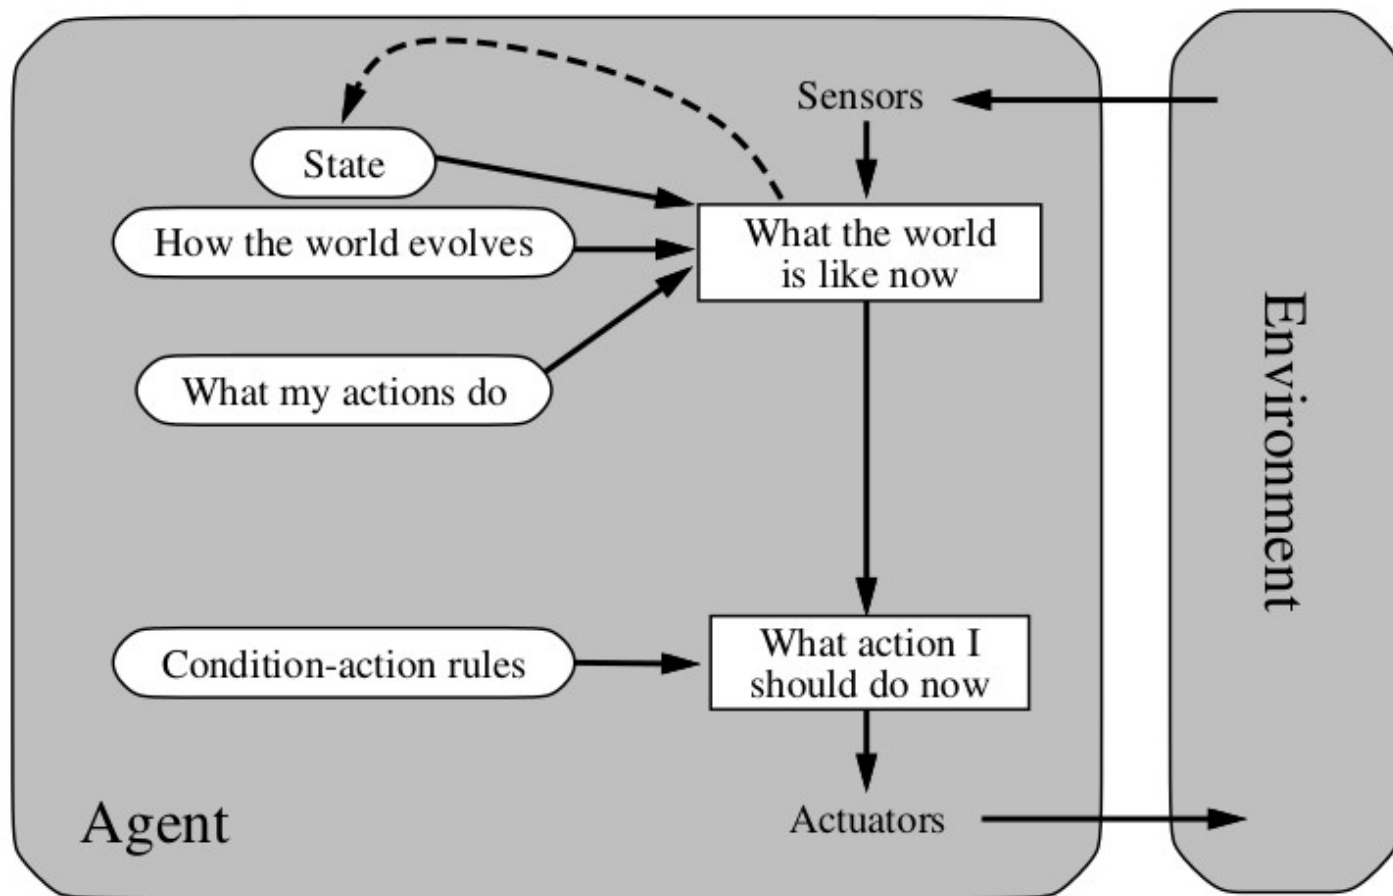 Sensors
State
How the world evolves
What the world
is like now
What my actions do
Environment
Condition-action rules
What action I
should do now
Agent
Actuators